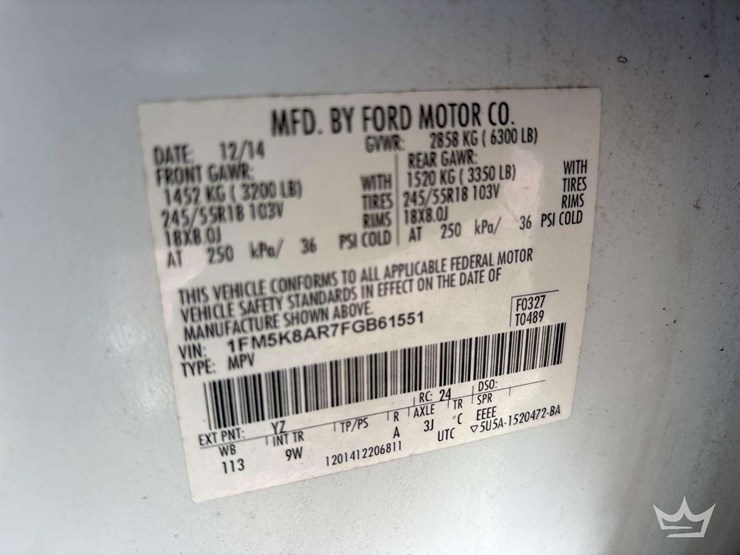 MFD. BY FORD MOTOR CO.
DATE: 12/14 GVWR: 2858 KG ( 6300 LB)
FRONT GAWR: REAR GAWR:
1452 KG ( 3200 LB) WITH 1520 KG ( 3350 LB) WITH
245/55R18 103V TIRES 245/55R18 103V TIRES
18X8.0J RIMS 18X8.0J RIMS
AT 250 kPa/ 36 PSI COLD AT 250 kPa/ 36 PSI COLD
THIS VEHICLE CONFORMS TO ALL APPLICABLE FEDERAL MOTOR
VEHICLE SAFETY STANDARDS IN EFFECT ON THE DATE OF
MANUFACTURE SHOWN ABOVE.
VIN: 1FM5K8AR7FGB61551 F0327
TYPE: MPV T0489
EXT PNT: YZ RC: 24 DSO:
WB INT TR TP/PS R AXLE TR SPR
113 9W A 3J C EEEE
1201412206811 UTC ▽5U5A-1520472-BA